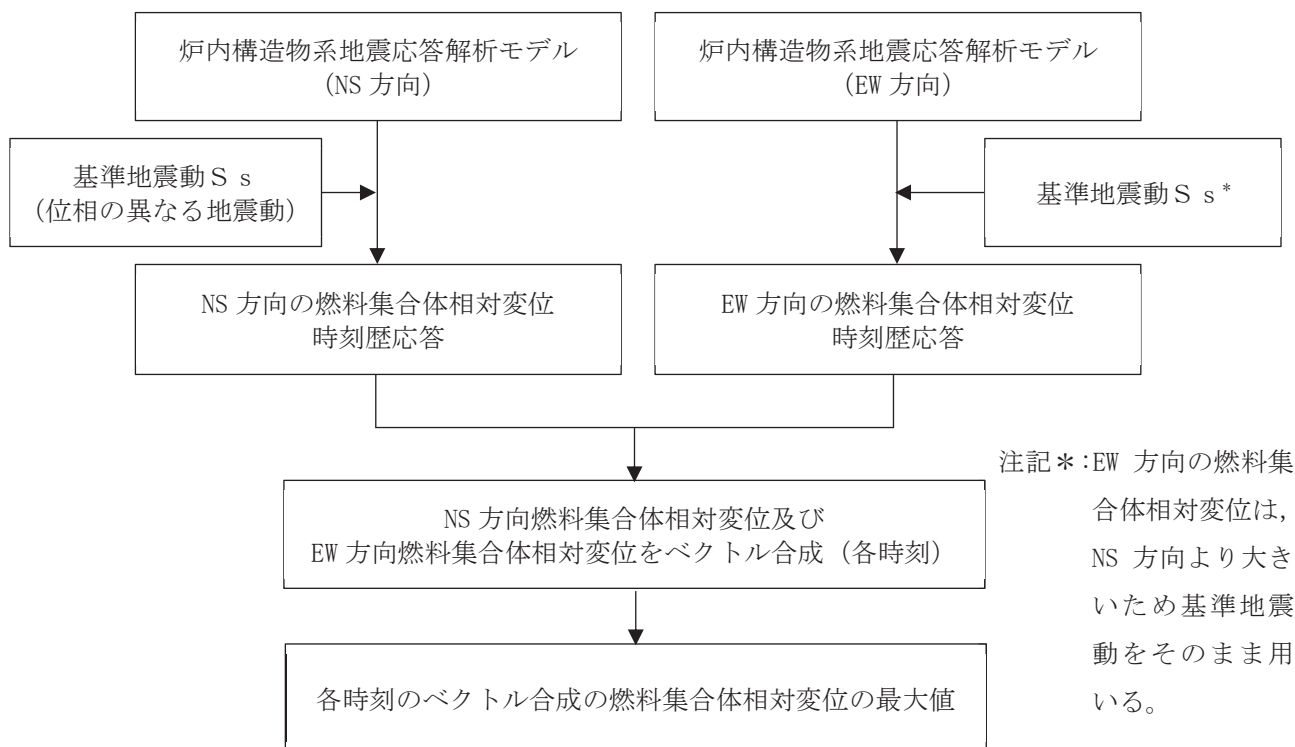 炉内構造物系地震応答解析モデル
(NS 方向)
炉内構造物系地震応答解析モデル
(EW 方向)
基準地震動Ｓｓ
(位相の異なる地震動)
基準地震動Ｓｓ*
NS 方向の燃料集合体相対変位
時刻歴応答
EW 方向の燃料集合体相対変位
時刻歴応答
NS 方向燃料集合体相対変位及び
EW 方向燃料集合体相対変位をベクトル合成（各時刻）
各時刻のベクトル合成の燃料集合体相対変位の最大値
注記＊:EW 方向の燃料集
合体相対変位は,
NS 方向より大き
いため基準地震
動をそのまま用
いる。